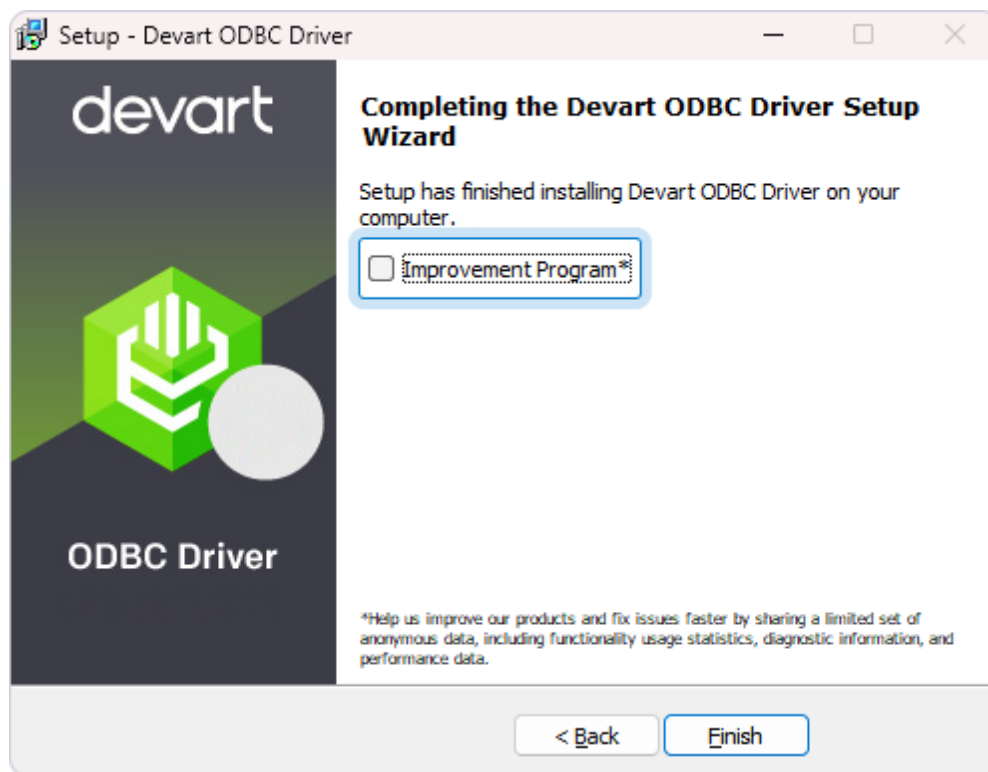 Setup - Devart ODBC Driver
devart
Completing the Devart ODBC Driver Setup
Wizard
Setup has finished installing Devart ODBC Driver on your
computer.
Improvement Program*
ODBC Driver
*Help us improve our products and fix issues faster by sharing a limited set of
anonymous data, including functionality usage statistics, diagnostic information, and
performance data.
< Back
Finish